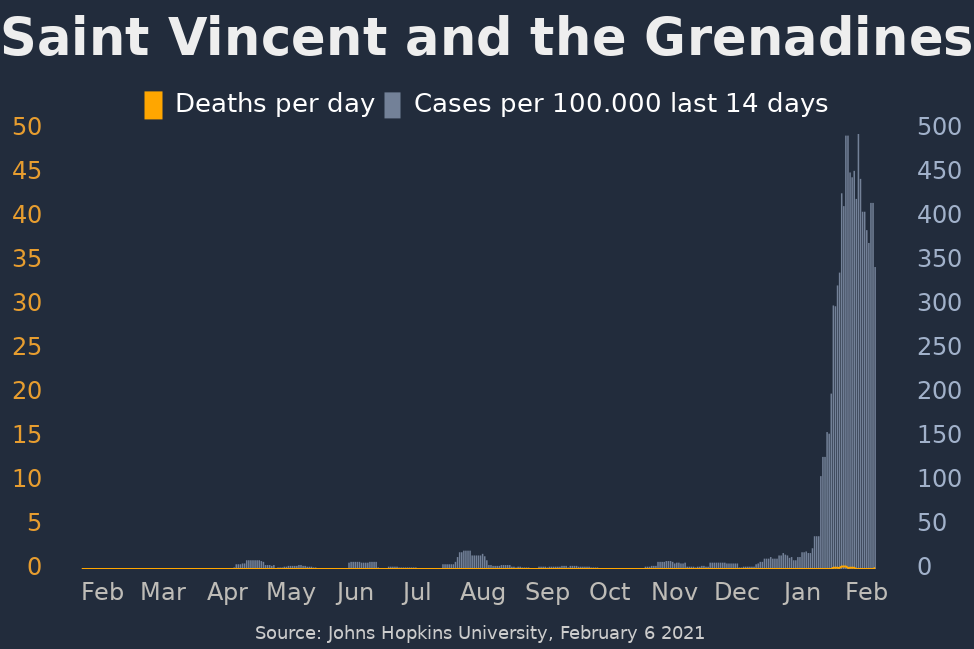 Saint Vincent and the Grenadines
Deaths per day Cases per 100.000 last 14 days
50 500
45 450
40 400
35 350
30 300
25 250
20 200
15 150
10 100
5 50
0 0
Feb Mar Apr May Jun Jul Aug Sep Oct Nov Dec Jan Feb
Source: Johns Hopkins University, February 6 2021